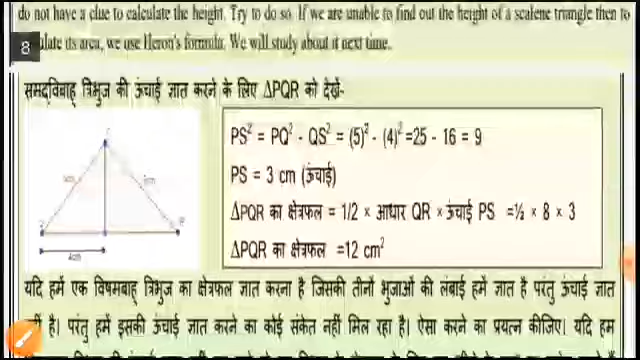 do not have a clue to calculate the height. Try to do so. If we are unable to find out the height of a scalene triangle then to
8
ulate its area, we use Heron's formula. We will study about it next time.
समद्विबाहु त्रिभुज की ऊंचाई ज्ञात करने के लिए ΔPQR को देखें-
PS² = PQ² - QS² = (5)² - (4)² =25 - 16 = 9
PS = 3 cm (ऊंचाई)
ΔPQR का क्षेत्रफल = 1/2 × आधार QR × ऊंचाई PS =½ × 8 × 3
ΔPQR का क्षेत्रफल =12 cm²
4cm
यदि हमें एक विषमबाहु त्रिभुज का क्षेत्रफल ज्ञात करना है जिसकी तीनों भुजाओं की लंबाई हमें ज्ञात है परंतु ऊंचाई ज्ञात
नहीं है। परंतु हमें इसकी ऊंचाई ज्ञात करने का कोई संकेत नहीं मिल रहा है। ऐसा करने का प्रयत्न कीजिए। यदि हम